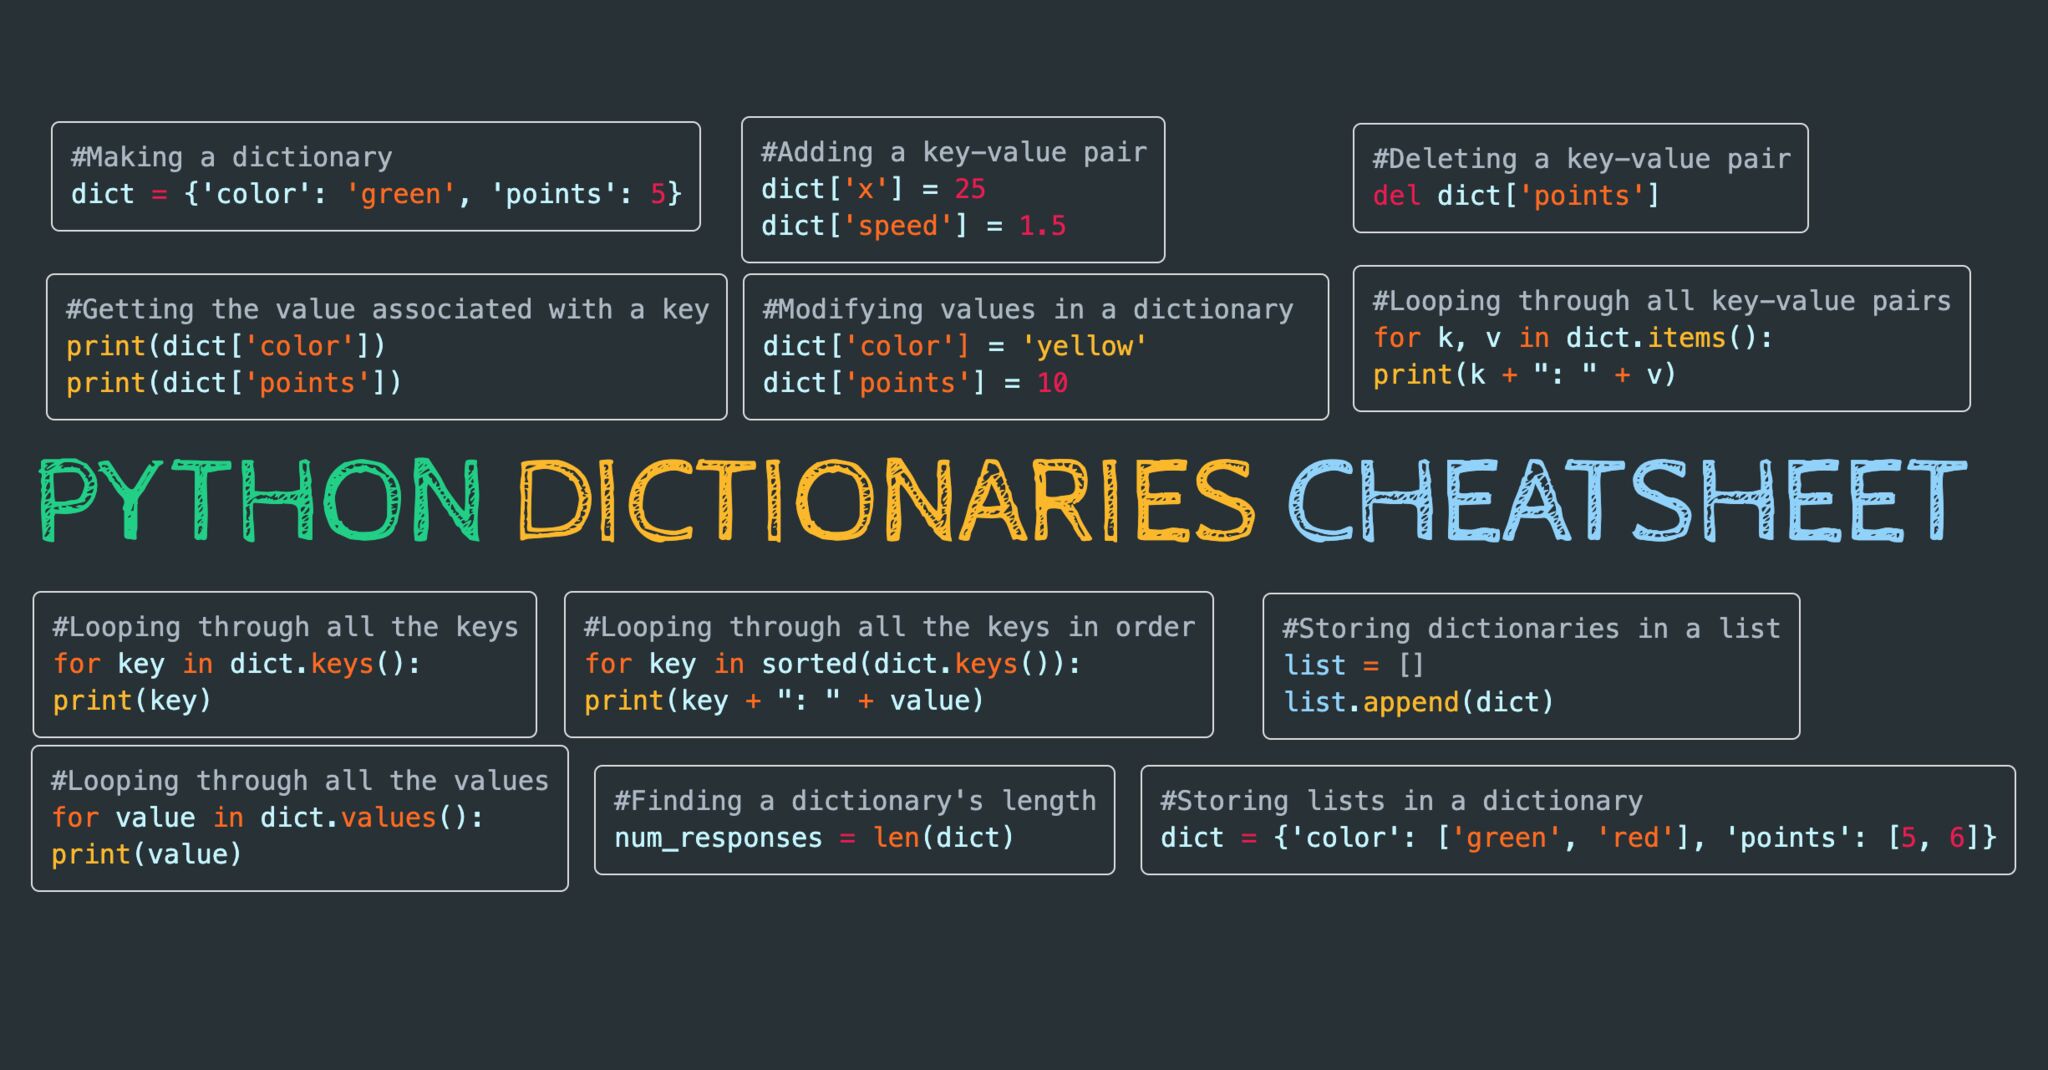 #Making a dictionary
dict = {'color': 'green', 'points': 5}
#Adding a key-value pair
dict['x'] = 25
dict['speed'] = 1.5
#Deleting a key-value pair
del dict['points']
#Getting the value associated with a key
print(dict['color'])
print(dict['points'])
#Modifying values in a dictionary
dict['color'] = 'yellow'
dict['points'] = 10
#Looping through all key-value pairs
for k, v in dict.items():
print(k + ": " + v)
PYTHON DICTIONARIES CHEATSHEET
#Looping through all the keys
for key in dict.keys():
print(key)
#Looping through all the keys in order
for key in sorted(dict.keys()):
print(key + ": " + value)
#Storing dictionaries in a list
list = []
list.append(dict)
#Looping through all the values
for value in dict.values():
print(value)
#Finding a dictionary's length
num_responses = len(dict)
#Storing lists in a dictionary
dict = {'color': ['green', 'red'], 'points': [5, 6]}